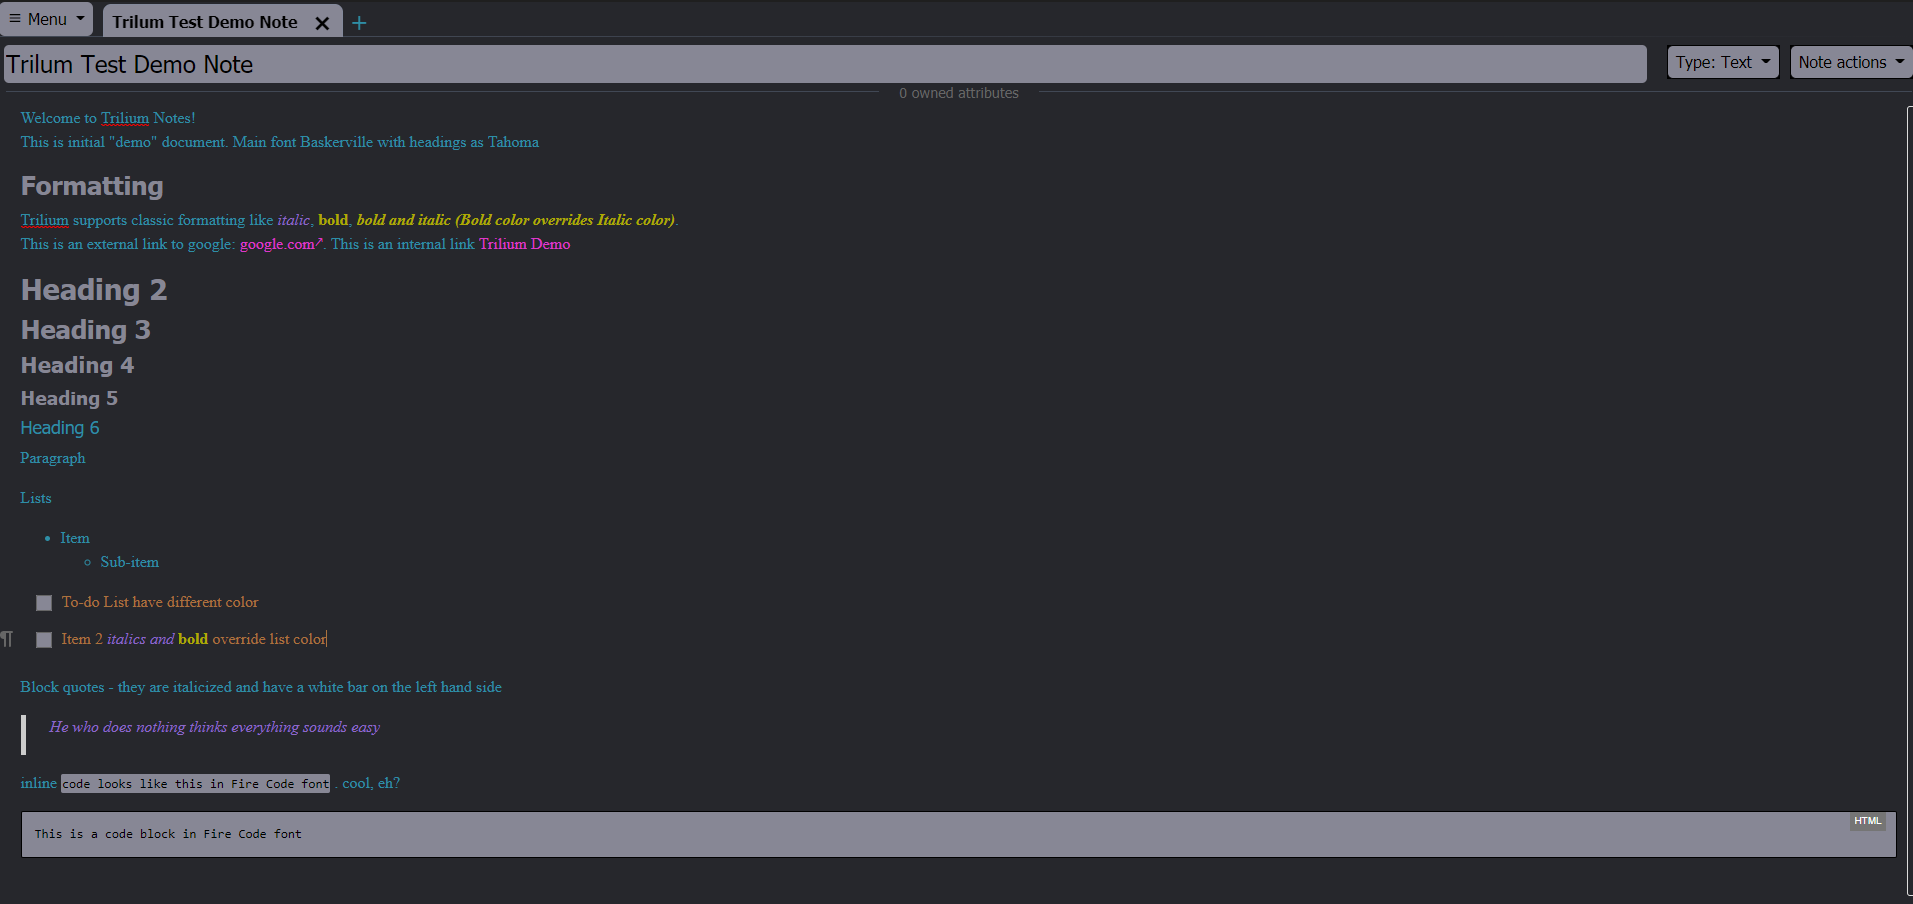 Menu
Trilum Test Demo Note
Trilum Test Demo Note
Type: Text
Note actions
0 owned attributes
Welcome to Trilium Notes!
This is initial "demo" document. Main font Baskerville with headings as Tahoma
Formatting
Trilium supports classic formatting like italic, bold, bold and italic (Bold color overrides Italic color).
This is an external link to google: google.com↗. This is an internal link Trilium Demo
Heading 2
Heading 3
Heading 4
Heading 5
Heading 6
Paragraph
Lists
• Item
◦ Sub-item
To-do List have different color
¶ Item 2 italics and bold override list color
Block quotes - they are italicized and have a white bar on the left hand side
He who does nothing thinks everything sounds easy
inline code looks like this in Fire Code font . cool, eh?
HTML
This is a code block in Fire Code font